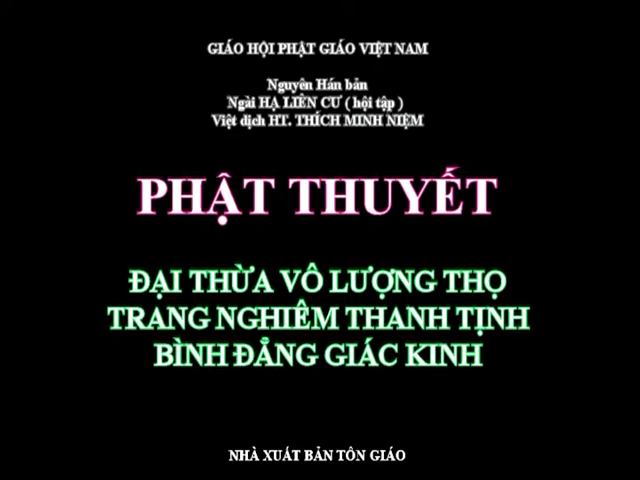 GIÁO HỘI PHẬT GIÁO VIỆT NAM
Nguyên Hán bản
Ngài HẠ LIÊN CƯ ( hội tập )
Việt dịch HT. THÍCH MINH NIỆM
PHẬT THUYẾT
ĐẠI THỪA VÔ LƯỢNG THỌ
TRANG NGHIÊM THANH TỊNH
BÌNH ĐẲNG GIÁC KINH
NHÀ XUẤT BẢN TÔN GIÁO